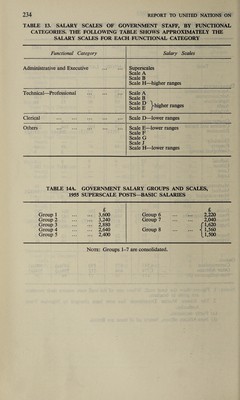 234 REPORT TO UNITED NATIONS ON
TABLE 13. SALARY SCALES OF GOVERNMENT STAFF, BY FUNCTIONAL
CATEGORIES. THE FOLLOWING TABLE SHOWS APPROXIMATELY THE
SALARY SCALES FOR EACH FUNCTIONAL CATEGORY
Functional Category Salary Scales
Administrative and Executive ... ... Superscales
Scale A
Scale B
Scale H—higher ranges
Technical—Professional ... ... ... Scale A
Scale B
Scale D } higher ranges
Scale E
Clerical ... ... ... ... ... Scale D—lower ranges
Others ... ... ... ... ... Scale E—lower ranges
Scale F
Scale G
Scale J
Scale H—lower ranges
TABLE 14A. GOVERNMENT SALARY GROUPS AND SCALES,
1955 SUPERSCALE POSTS—BASIC SALARIES
£ £
Group 1 ... ... 3,600 Group 6 ... ... 2,220
Group 2 ... ... 3,240 Group 7 ... ... 2,040
Group 3 ... ... 2,880 { 1,620
Group 4 ... ... 2,640 Group 8 ... ... { 1,560
Group 5 ... ... 2,400 { 1,500
NOTE: Groups 1-7 are consolidated.